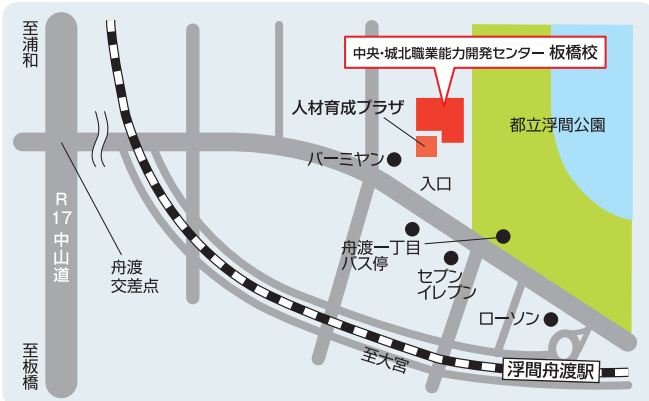 至浦和
中央・城北職業能力開発センター 板橋校
人材育成プラザ
都立浮間公園
バーミヤン
入口
R17中山道
舟渡
交差点
舟渡一丁目
バス停
セブン
イレブン
ローソン
至大宮
浮間舟渡駅
至板橋